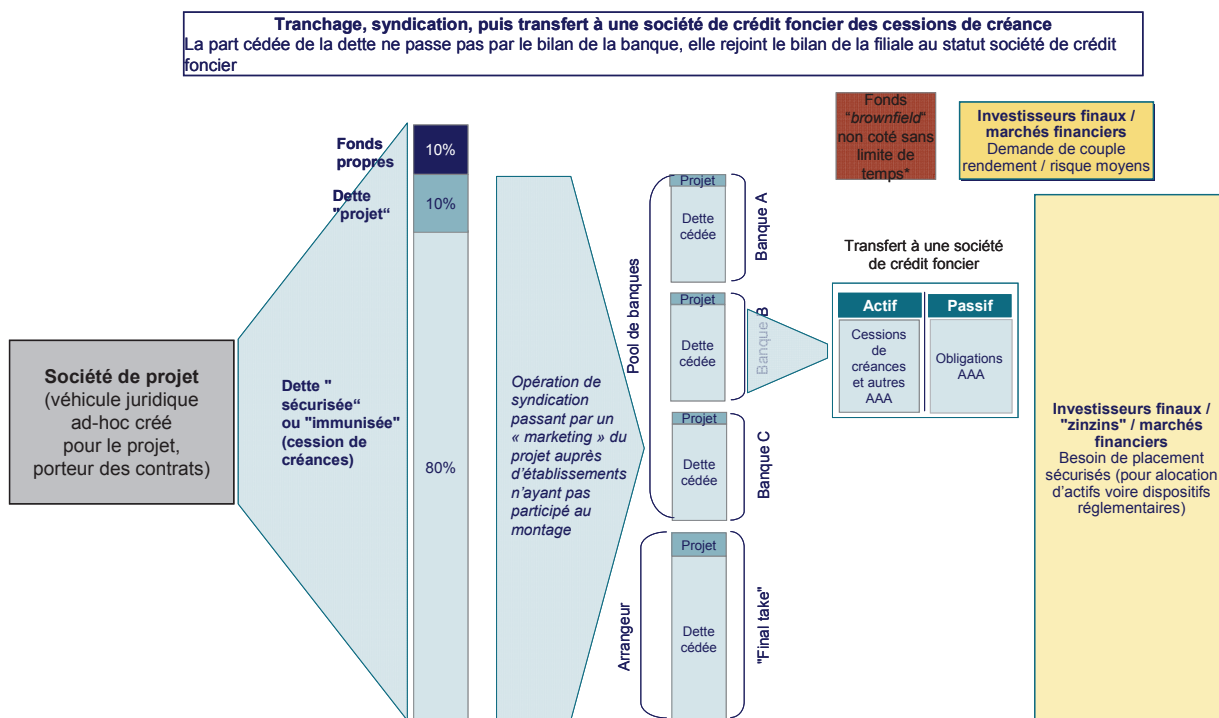 Tranchage, syndication, puis transfert à une société de crédit foncier des cessions de créance
La part cédée de la dette ne passe pas par le bilan de la banque, elle rejoint le bilan de la filiale au statut société de crédit
foncier
Société de projet
(véhicule juridique
ad-hoc créé
pour le projet,
porteur des contrats)
Fonds
propres
Dette
"projet“
Dette "
sécurisée“
ou "immunisée"
(cession de
créances)
10%
10%
80%
Opération de
syndication
passant par un
« marketing » du
projet auprès
d’établissements
n’ayant pas
participé au
montage
Pool de banques
Projet
Dette
cédée
Banque A
Projet
Dette
cédée
Banque B
Projet
Dette
cédée
Banque C
Arrangeur
Projet
Dette
cédée
"Final take"
Fonds
“brownfield"
non coté sans
limite de
temps*
Investisseurs finaux /
marchés financiers
Demande de couple
rendement / risque moyens
Transfert à une société
de crédit foncier
Actif
Passif
Cessions
de
créances
et autres
AAA
Obligations
AAA
Investisseurs finaux /
"zinzins" / marchés
financiers
Besoin de placement
sécurisés (pour alocation
d’actifs voire dispositifs
réglementaires)